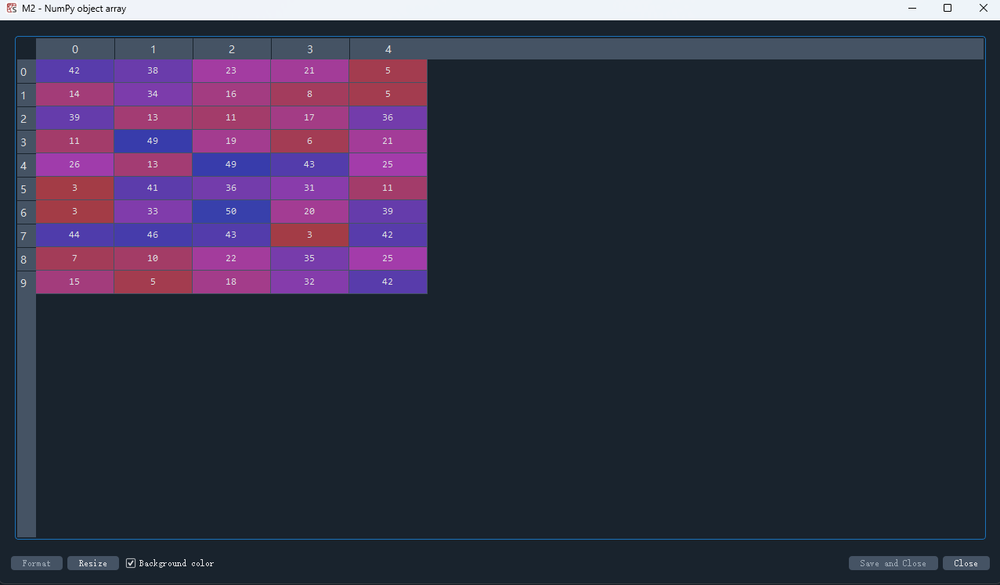 M2 - NumPy object array
0 1 2 3 4
0 42 38 23 21 5
1 14 34 16 8 5
2 39 13 11 17 36
3 11 49 19 6 21
4 26 13 49 43 25
5 3 41 36 31 11
6 3 33 50 20 39
7 44 46 43 3 42
8 7 10 22 35 25
9 15 5 18 32 42
Format Resize Background color Save and Close Close